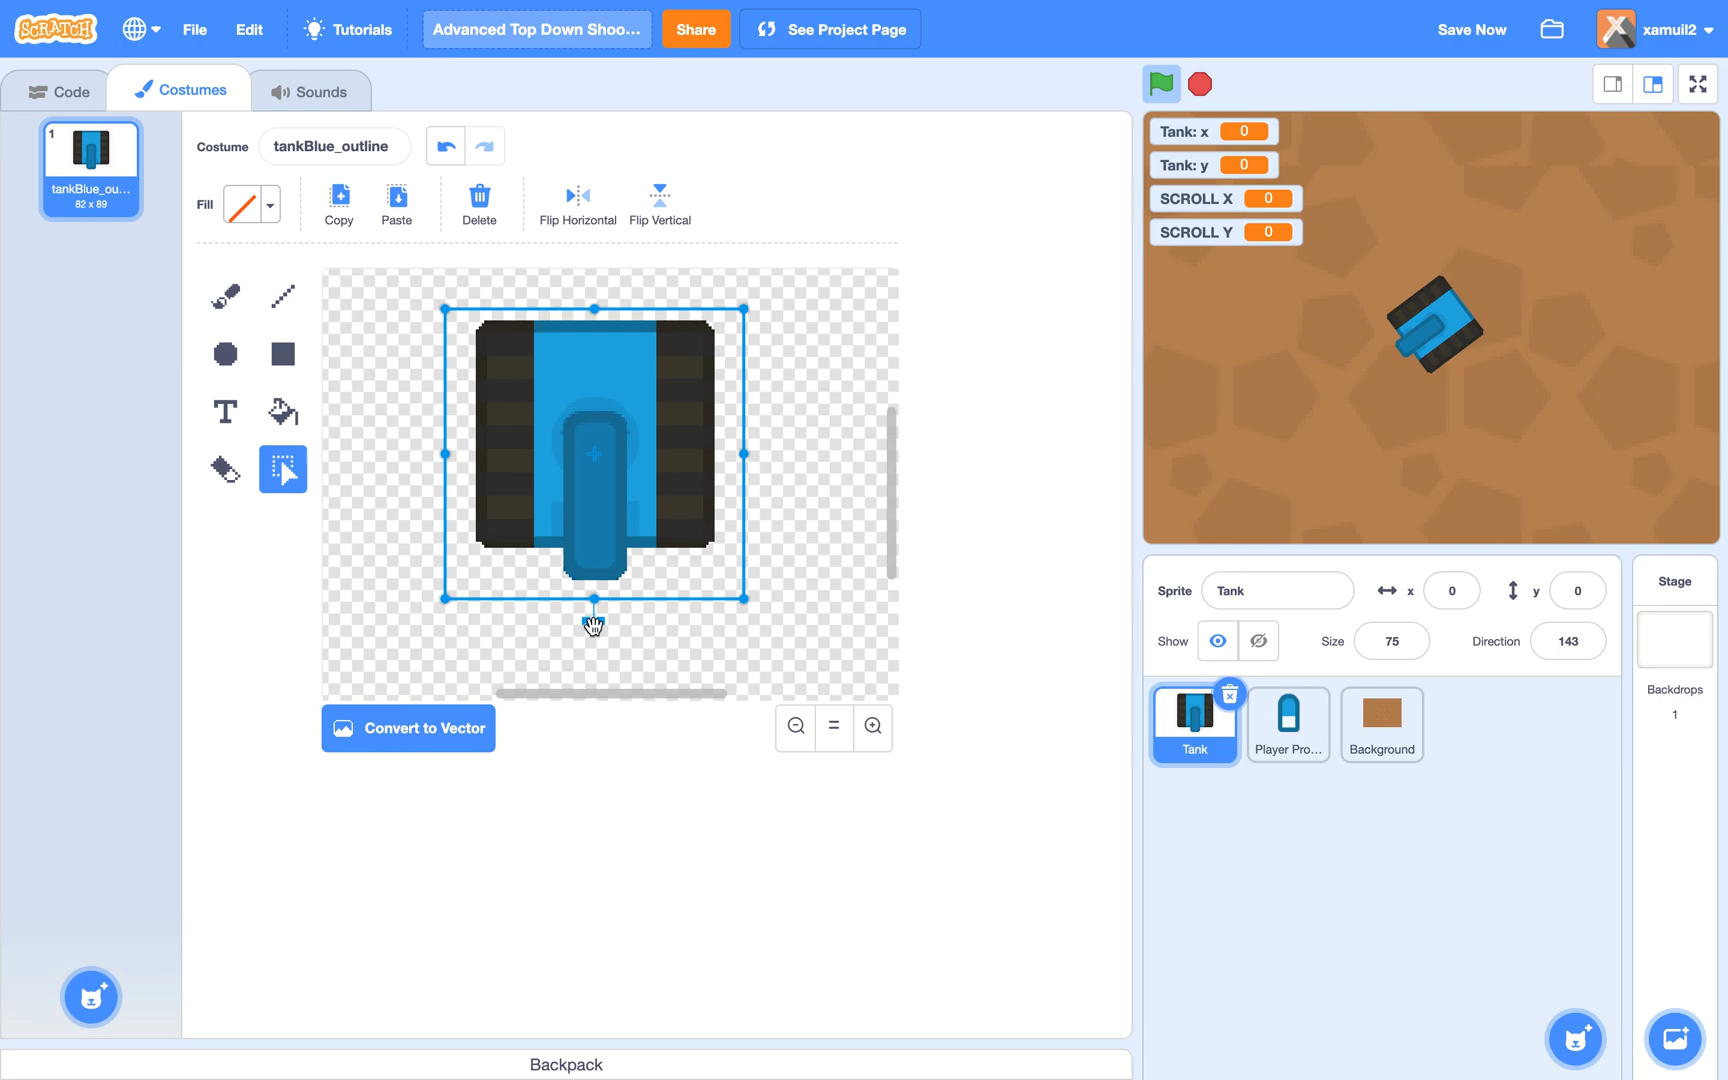 SCRATCH
File
Edit
Tutorials
Advanced Top Down Shoo...
Share
See Project Page
Save Now
xamuil2
Code
Costumes
Sounds
1
tankBlue_ou...
82 x 89
Costume
tankBlue_outline
Fill
Copy
Paste
Delete
Flip Horizontal
Flip Vertical
T
Convert to Vector
Tank: x 0
Tank: y 0
SCROLL X 0
SCROLL Y 0
Sprite
Tank
x
0
y
0
Show
Size
75
Direction
143
Tank
Player Pro...
Background
Stage
Backdrops
1
Backpack